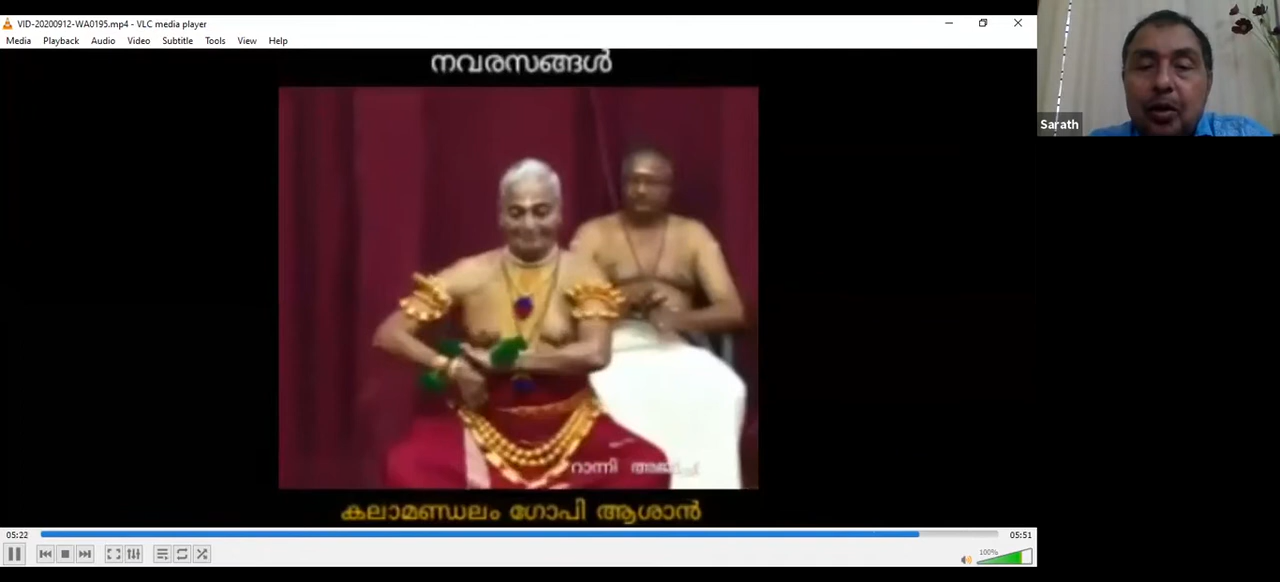 VID-20200912-WA0195.mp4 - VLC media player
Media Playback Audio Video Subtitle Tools View Help
നവരസങ്ങൾ
Sarath
റാന്നി
കലാമണ്ഡലം ഗോപി ആശാൻ
05:22
05:51
100%